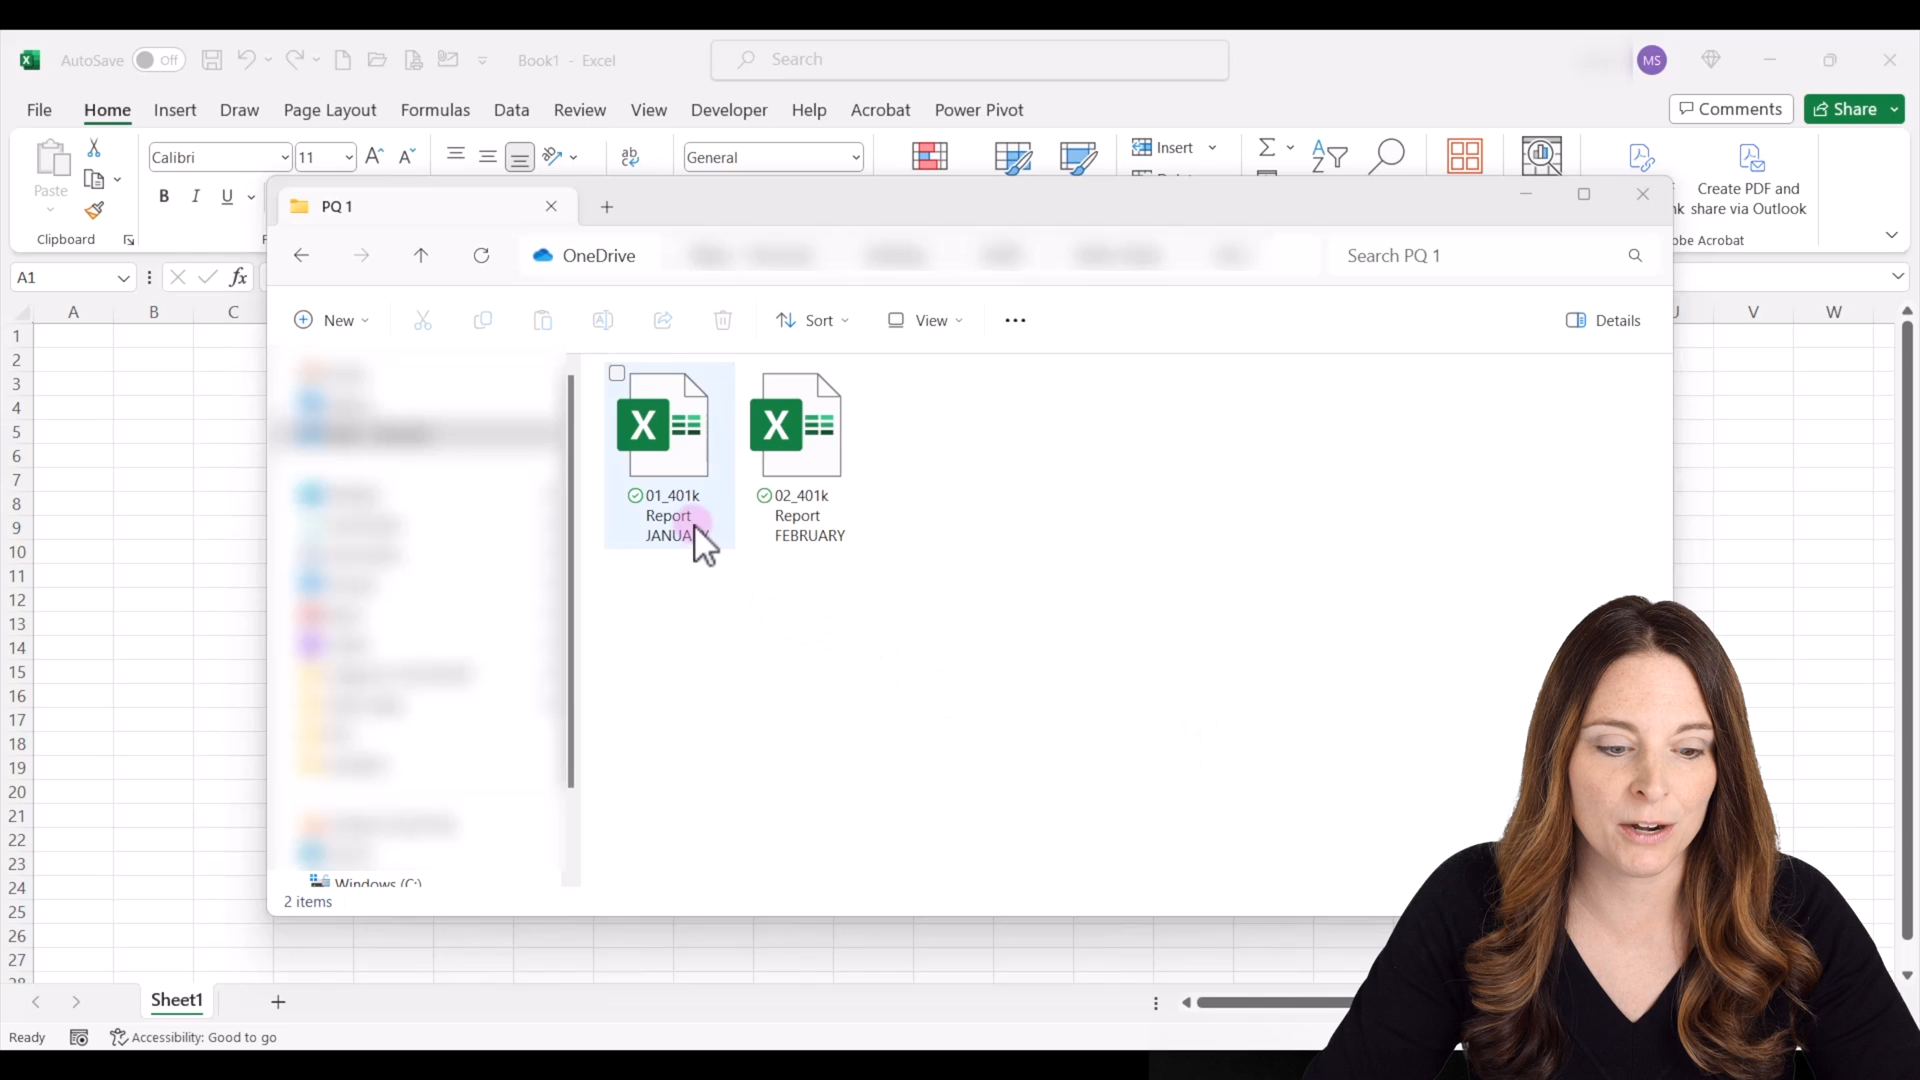 AutoSave Off Book1 - Excel Search MS
File Home Insert Draw Page Layout Formulas Data Review View Developer Help Acrobat Power Pivot Comments Share
Paste Calibri 11 General Insert
B I U
Create PDF and
share via Outlook
Clipboard
A1 fx
PQ 1
OneDrive Search PQ 1
New Sort View Details
A B C V W
1
2
3
4
5
6
7
8
9
10
11
12
13
14
15
16
17
18
19
20
21
22
23
24
25
26
27
01_401k
Report
JANUARY
02_401k
Report
FEBRUARY
Windows (C:)
2 items
Sheet1
Ready Accessibility: Good to go